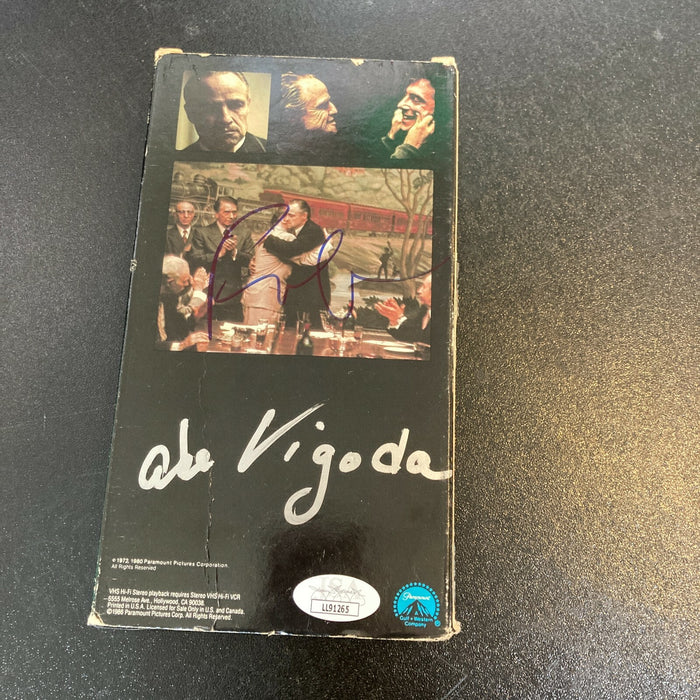 abe Vigoda
©1972, 1980 Paramount Pictures Corporation.
All Rights Reserved
VHS Hi-Fi Stereo playback requires Stereo VHS Hi-Fi VCR
5555 Melrose Ave., Hollywood, CA 90038.
Printed in U.S.A. Licensed for Sale Only in U.S. and Canada.
©1986 Paramount Pictures Corp. All Rights Reserved.
JSA
LL91265
Paramount
Gulf + Western
Company